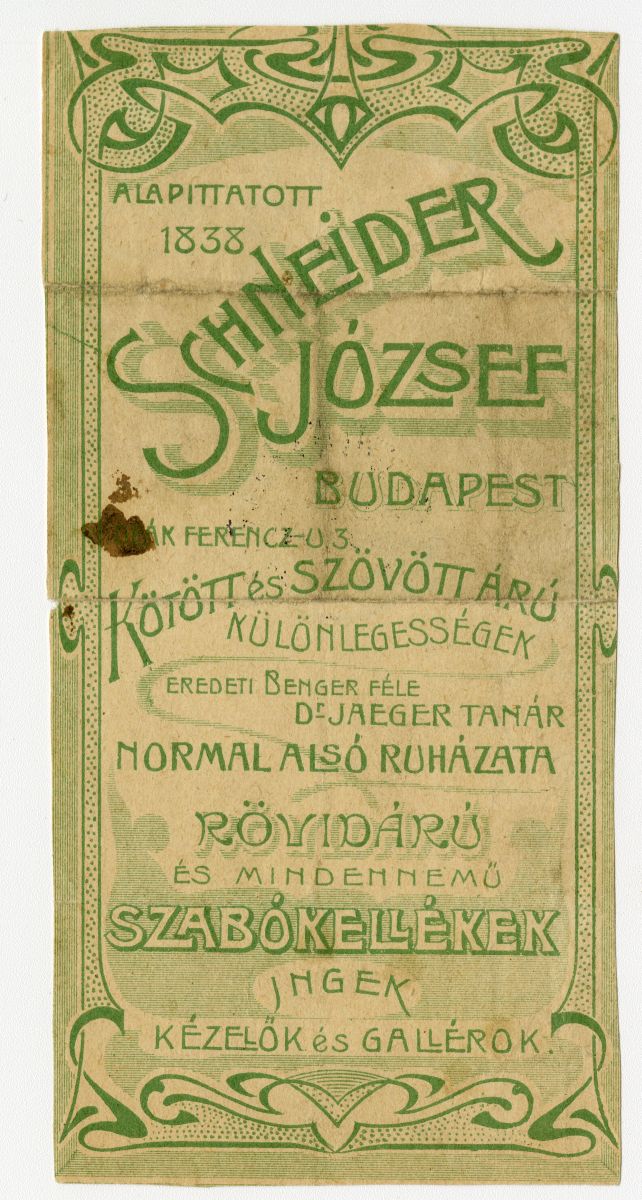 ALAPITTATOTT
1838
SCHNEIDER
JÓZSEF
BUDAPEST
FERENCZ-U 3.
KÖTÖTT és SZÖVÖTT ÁRÚ
KÜLÖNLEGESSÉGEK
EREDETI BENGER FÉLE
Dr JAEGER TANÁR
NORMAL ALSÓ RUHÁZATA
RÖVIDÁRÚ
ÉS MINDENNEMŰ
SZABÓKELLÉKEK
INGEK
KÉZELŐK és GALLÉROK.